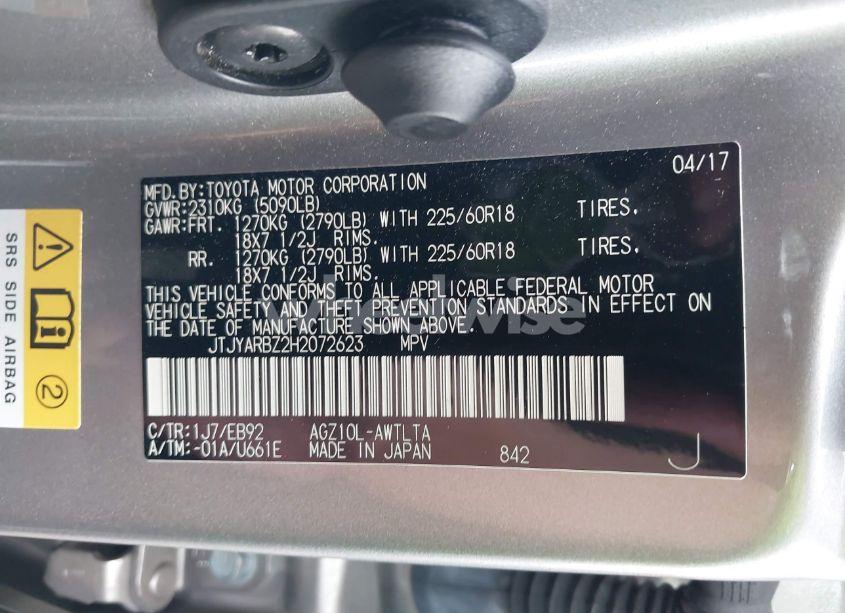 04/17
MFD.BY:TOYOTA MOTOR CORPORATION
GVWR:2310KG (5090LB)
GAWR:FRT. 1270KG (2790LB) WITH 225/60R18 TIRES.
18X7 1/2J RIMS.
RR. 1270KG (2790LB) WITH 225/60R18 TIRES.
18X7 1/2J RIMS.
THIS VEHICLE CONFORMS TO ALL APPLICABLE FEDERAL MOTOR
VEHICLE SAFETY AND THEFT PREVENTION STANDARDS IN EFFECT ON
THE DATE OF MANUFACTURE SHOWN ABOVE.
JTJYARBZ2H2072623 MPV
C/TR:1J7/EB92 AGZ10L-AWTLTA
A/TM:-01A/U661E MADE IN JAPAN 842 J
SRS SIDE AIRBAG
2